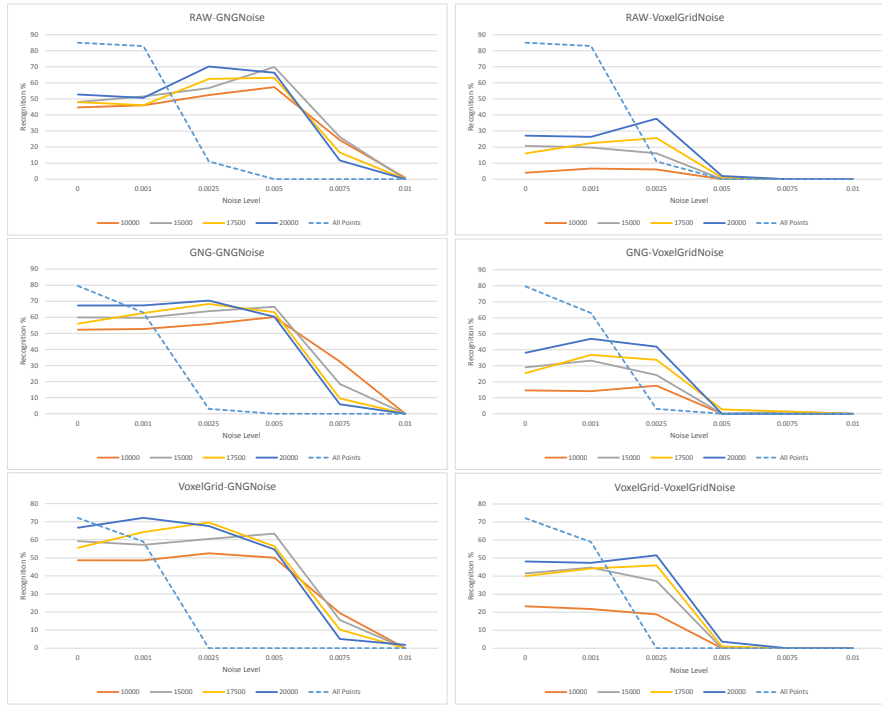 RAW-GNGNoise
90
80
70
60
50
40
30
20
10
0
Recognition %
0 0.001 0.0025 0.005 0.0075 0.01
Noise Level
10000 15000 17500 20000 All Points
RAW-VoxelGridNoise
90
80
70
60
50
40
30
20
10
0
Recognition %
0 0.001 0.0025 0.005 0.0075 0.01
Noise Level
10000 15000 17500 20000 All Points
GNG-GNGNoise
90
80
70
60
50
40
30
20
10
0
Recognition %
0 0.001 0.0025 0.005 0.0075 0.01
Noise Level
10000 15000 17500 20000 All Points
GNG-VoxelGridNoise
90
80
70
60
50
40
30
20
10
0
Recognition %
0 0.001 0.0025 0.005 0.0075 0.01
Noise Level
10000 15000 17500 20000 All Points
VoxelGrid-GNGNoise
80
70
60
50
40
30
20
10
0
Recognition %
0 0.001 0.0025 0.005 0.0075 0.01
Noise Level
10000 15000 17500 20000 All Points
VoxelGrid-VoxelGridNoise
80
70
60
50
40
30
20
10
0
Recognition %
0 0.001 0.0025 0.005 0.0075 0.01
Noise Level
10000 15000 17500 20000 All Points